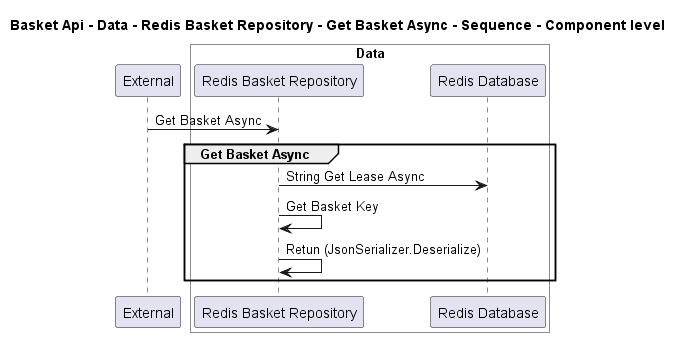 Basket Api - Data - Redis Basket Repository - Get Basket Async - Sequence - Component level
Data
External
Redis Basket Repository
Redis Database
Get Basket Async
Get Basket Async
String Get Lease Async
Get Basket Key
Retun (JsonSerializer.Deserialize)
External
Redis Basket Repository
Redis Database